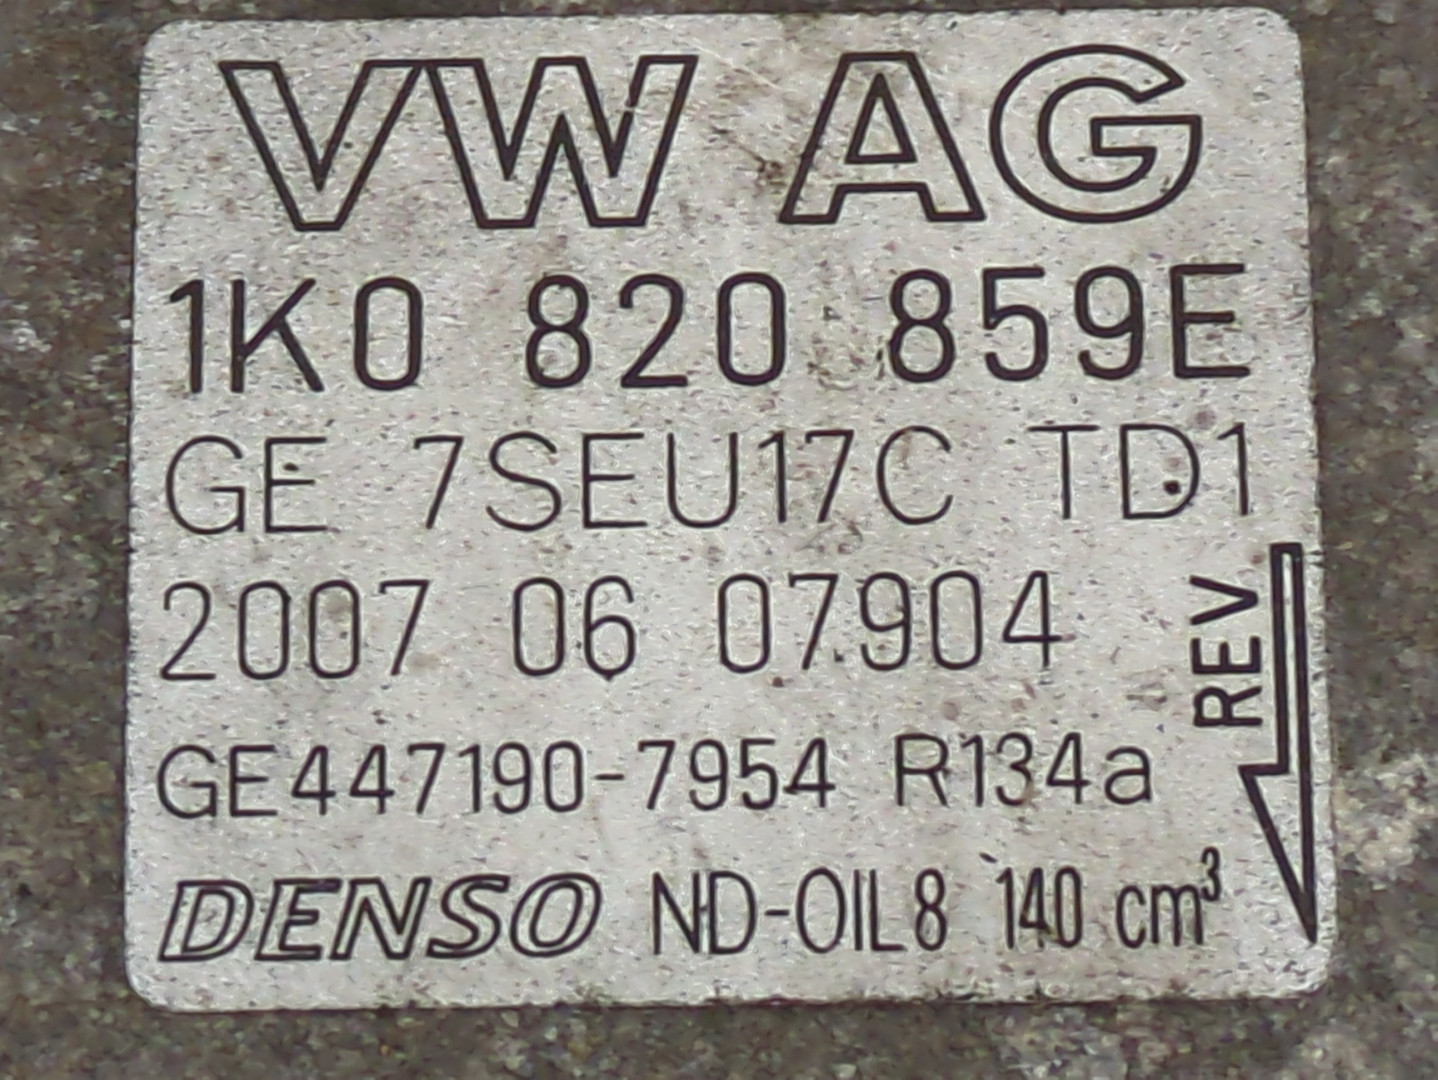 VW AG
1K0 820 859E
GE 7SEU17C TD1
2007 06 07904
REV
GE447190-7954 R134a
DENSO ND-OIL8 140 cm³